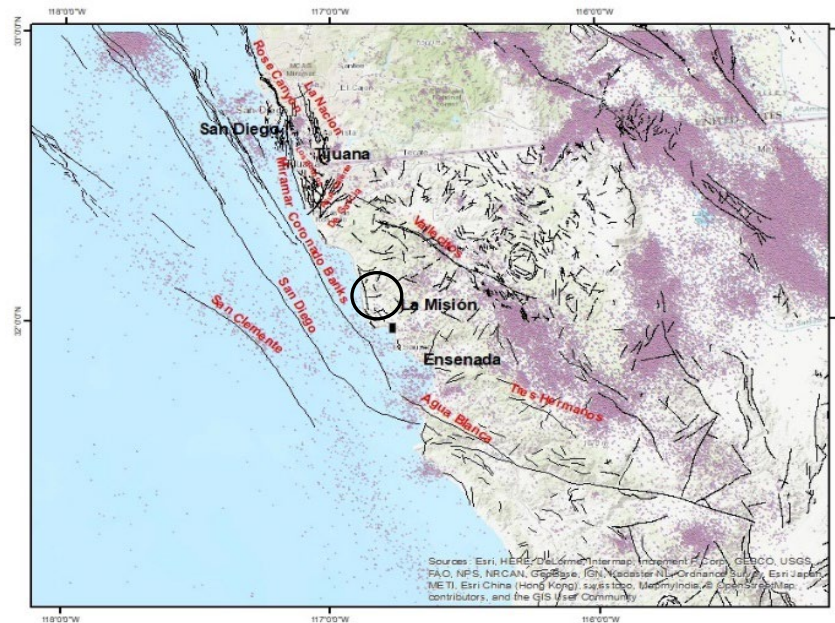 118°0'0"W 117°0'0"W 116°0'0"W
33°0'0"N
Rose Canyon
La Nacion
San Diego
Tijuana
Miramar Coronado Banks
Vallecitos
San Diego
San Clemente
La Misión
32°0'0"N
Ensenada
Tres Hermanos
Agua Blanca
Sources: Esri, HERE, DeLorme, Intermap, increment P Corp., GEBCO, USGS,
FAO, NPS, NRCAN, GeoBase, IGN, Kadaster NL, Ordnance Survey, Esri Japan,
METI, Esri China (Hong Kong), swisstopo, MapmyIndia, © OpenStreetMap
contributors, and the GIS User Community
118°0'0"W 117°0'0"W 116°0'0"W